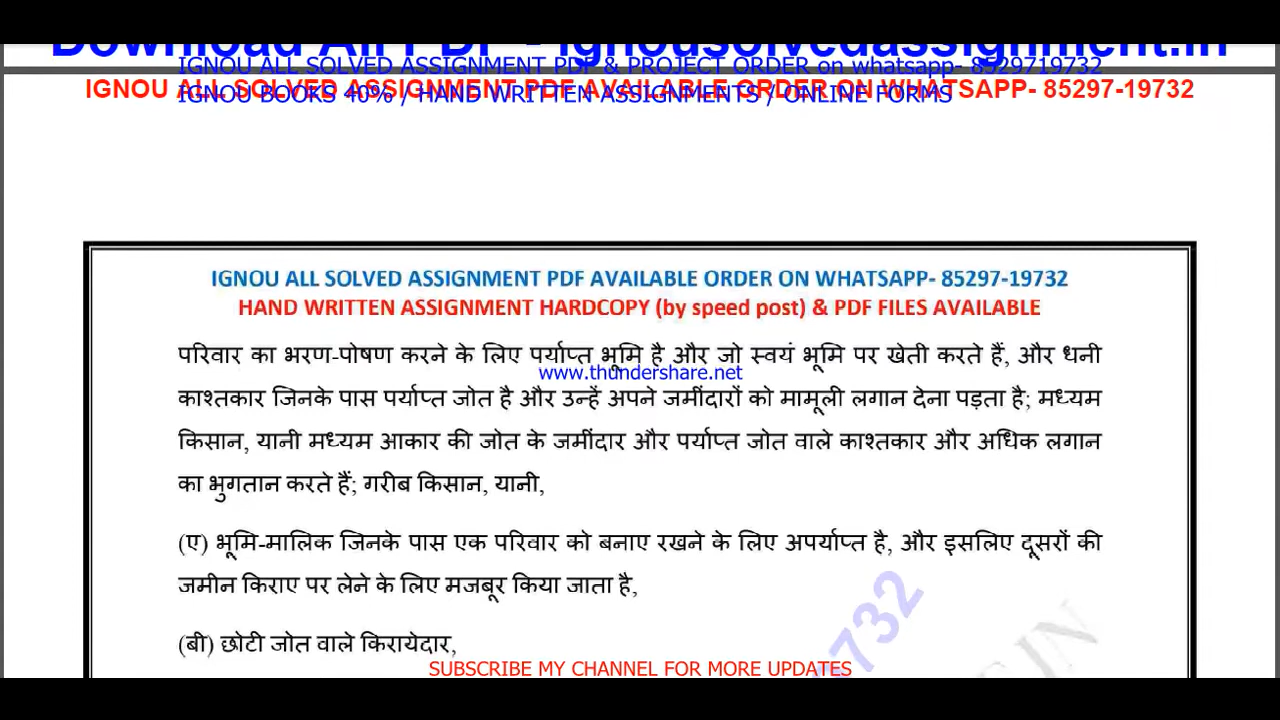 Download All PDF - ignousolvedassignment.in
IGNOU ALL SOLVED ASSIGNMENT PDF & PROJECT ORDER on whatsapp- 8529719732
IGNOU ALL SOLVED ASSIGNMENT PDF AVAILABLE ORDER ON WHATSAPP- 85297-19732
IGNOU BOOKS 40% / HAND WRITTEN ASSIGNMENTS / ONLINE FORMS
IGNOU ALL SOLVED ASSIGNMENT PDF AVAILABLE ORDER ON WHATSAPP- 85297-19732
HAND WRITTEN ASSIGNMENT HARDCOPY (by speed post) & PDF FILES AVAILABLE
परिवार का भरण-पोषण करने के लिए पर्याप्त भूमि है और जो स्वयं भूमि पर खेती करते हैं, और धनी
www.thundershare.net
काश्तकार जिनके पास पर्याप्त जोत है और उन्हें अपने जमींदारों को मामूली लगान देना पड़ता है; मध्यम
किसान, यानी मध्यम आकार की जोत के जमींदार और पर्याप्त जोत वाले काश्तकार और अधिक लगान
का भुगतान करते हैं; गरीब किसान, यानी,
(ए) भूमि-मालिक जिनके पास एक परिवार को बनाए रखने के लिए अपर्याप्त है, और इसलिए दूसरों की
जमीन किराए पर लेने के लिए मजबूर किया जाता है,
(बी) छोटी जोत वाले किरायेदार,
SUBSCRIBE MY CHANNEL FOR MORE UPDATES